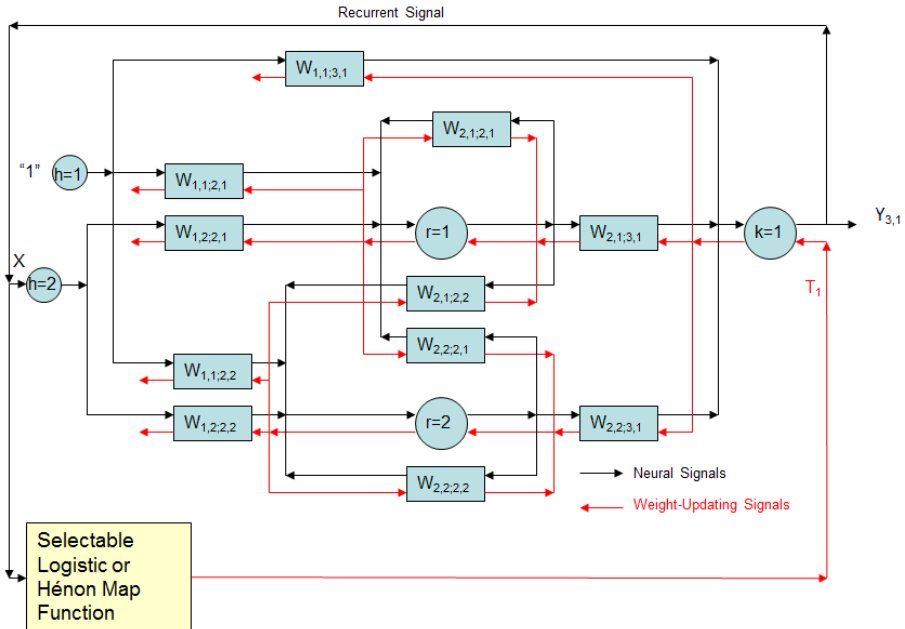 Recurrent Signal
W1,1;3,1
W2,1;2,1
"1"
h=1
W1,1;2,1
W1,2;2,1
r=1
W2,1;3,1
k=1
Y3,1
X
h=2
W2,1;2,2
T1
W2,2;2,1
W1,1;2,2
W1,2;2,2
r=2
W2,2;3,1
W2,2;2,2
Neural Signals
Weight-Updating Signals
Selectable
Logistic or
Hénon Map
Function